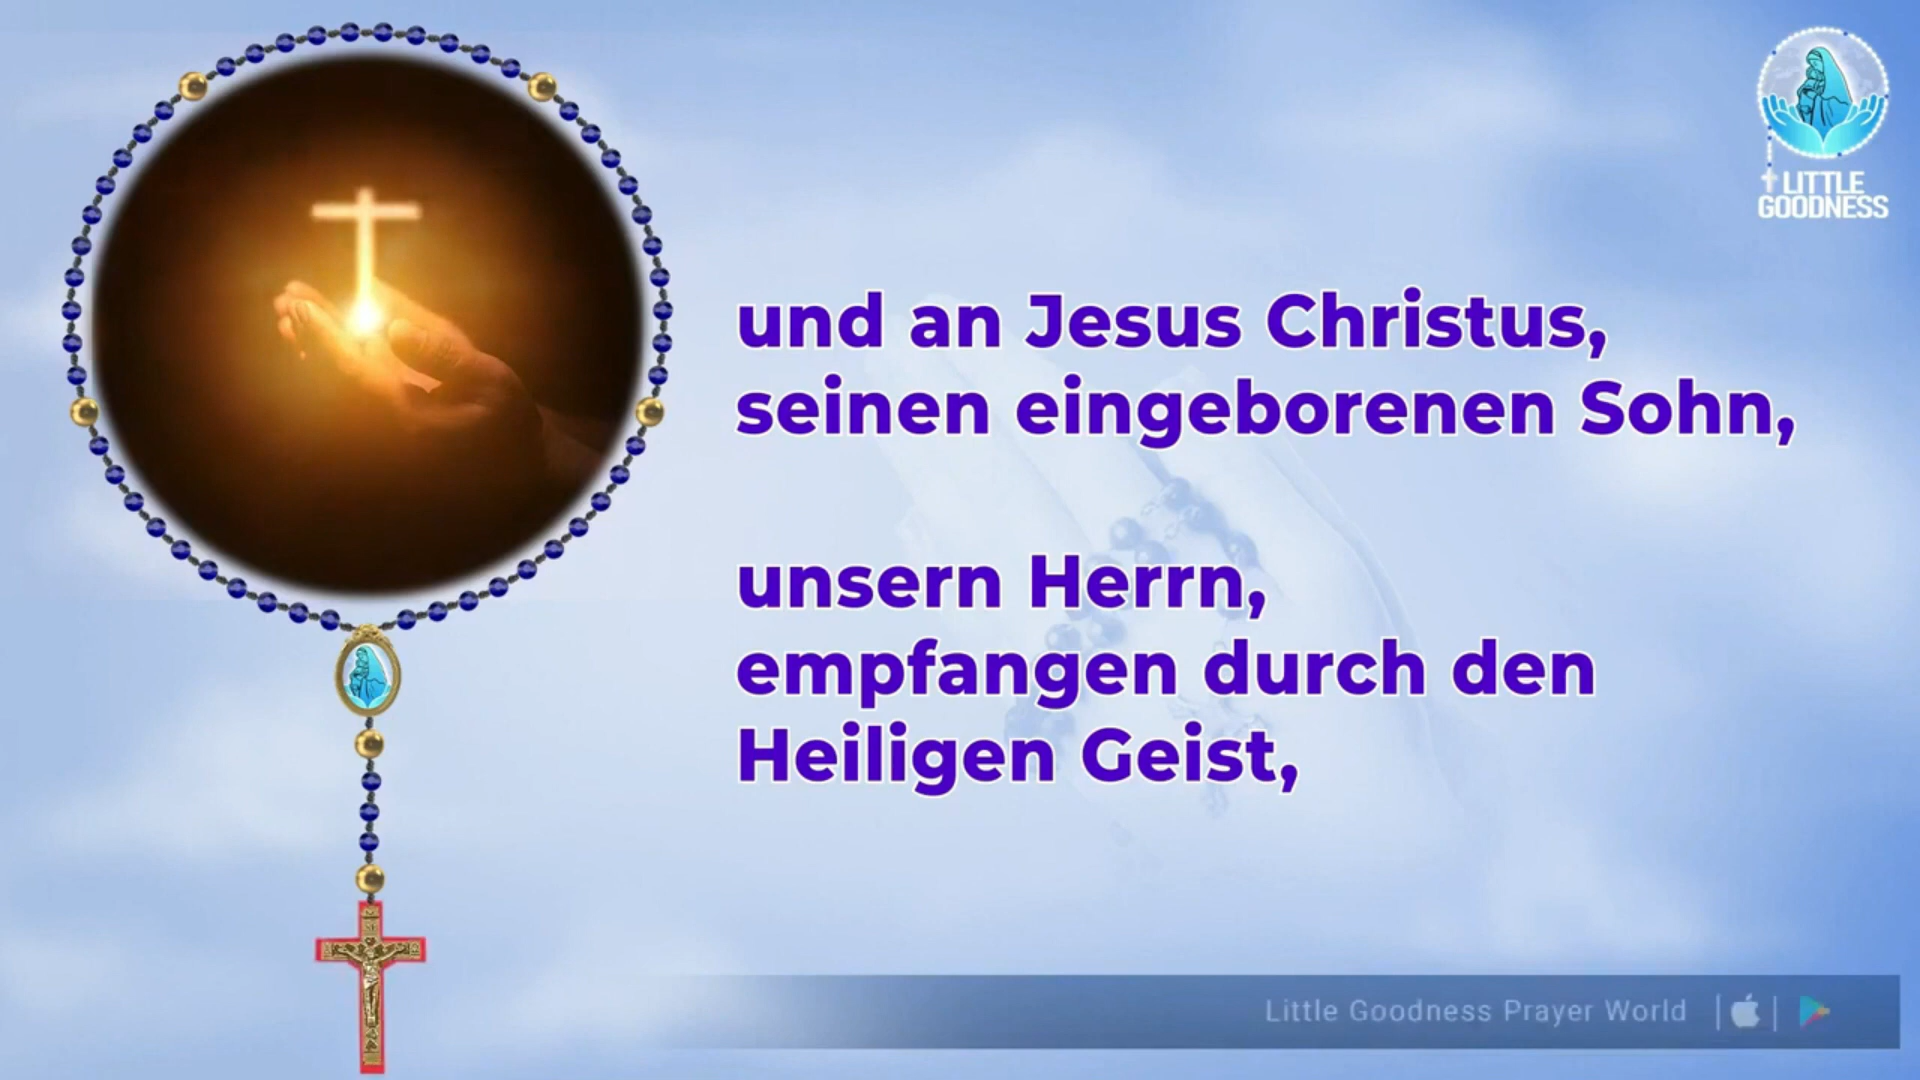 LITTLE
GOODNESS
und an Jesus Christus,
seinen eingeborenen Sohn,
unsern Herrn,
empfangen durch den
Heiligen Geist,
Little Goodness Prayer World